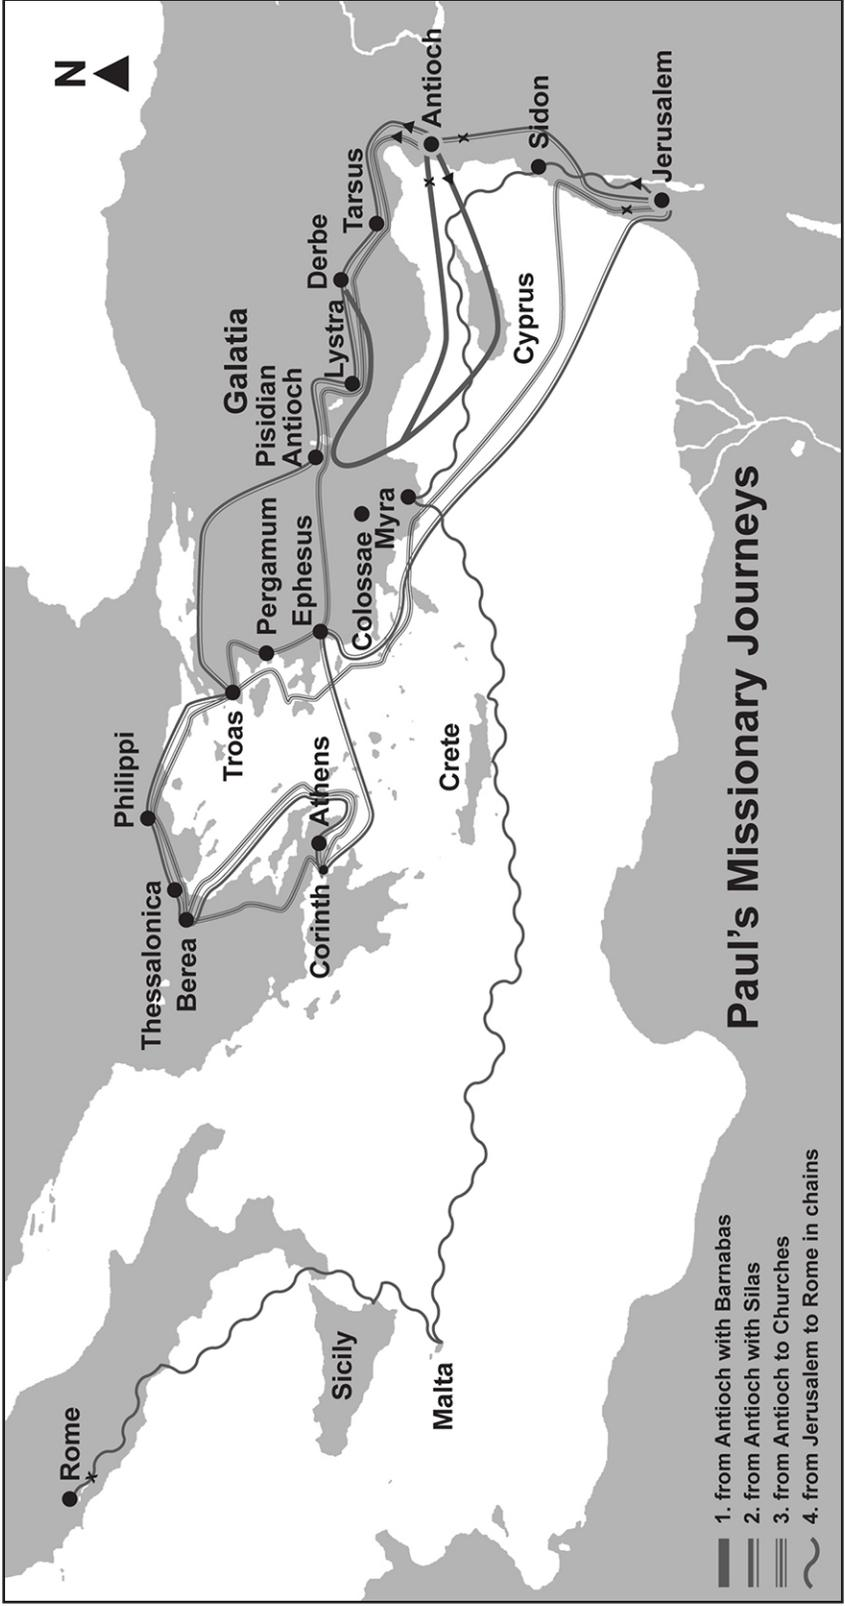 N
Rome
Thessalonica
Berea
Philippi
Troas
Pergamum
Ephesus
Galatia
Pisidian
Antioch
Lystra
Derbe
Tarsus
Antioch
Corinth
Athens
Colossae
Myra
Sicily
Malta
Crete
Cyprus
Sidon
Jerusalem
Paul's Missionary Journeys
1. from Antioch with Barnabas
2. from Antioch with Silas
3. from Antioch to Churches
4. from Jerusalem to Rome in chains